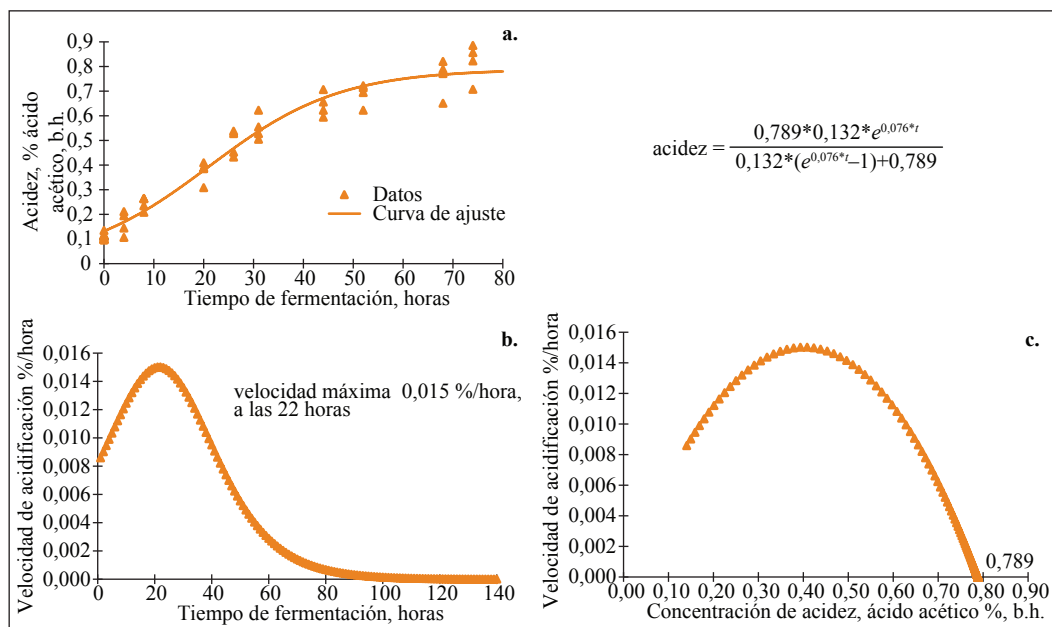 a.
Acidez, % ácido
acético, b.h.
0,9
0,8
0,7
0,6
0,5
0,4
0,3
0,2
0,1
0
0 10 20 30 40 50 60 70 80
Tiempo de fermentación, horas
Datos
Curva de ajuste
acidez = 0,789*0,132*e^0,076*t
0,132*(e^0,076*t–1)+0,789
b.
Velocidad de acidificación %/hora
0,016
0,014
0,012
0,010
0,008
0,006
0,004
0,002
0,000
0 20 40 60 80 100 120 140
Tiempo de fermentación, horas
velocidad máxima 0,015 %/hora,
a las 22 horas
c.
Velocidad de acidificación %/hora
0,016
0,014
0,012
0,010
0,008
0,006
0,004
0,002
0,000
0,789
0,00 0,10 0,20 0,30 0,40 0,50 0,60 0,70 0,80 0,90
Concentración de acidez, ácido acético %, b.h.